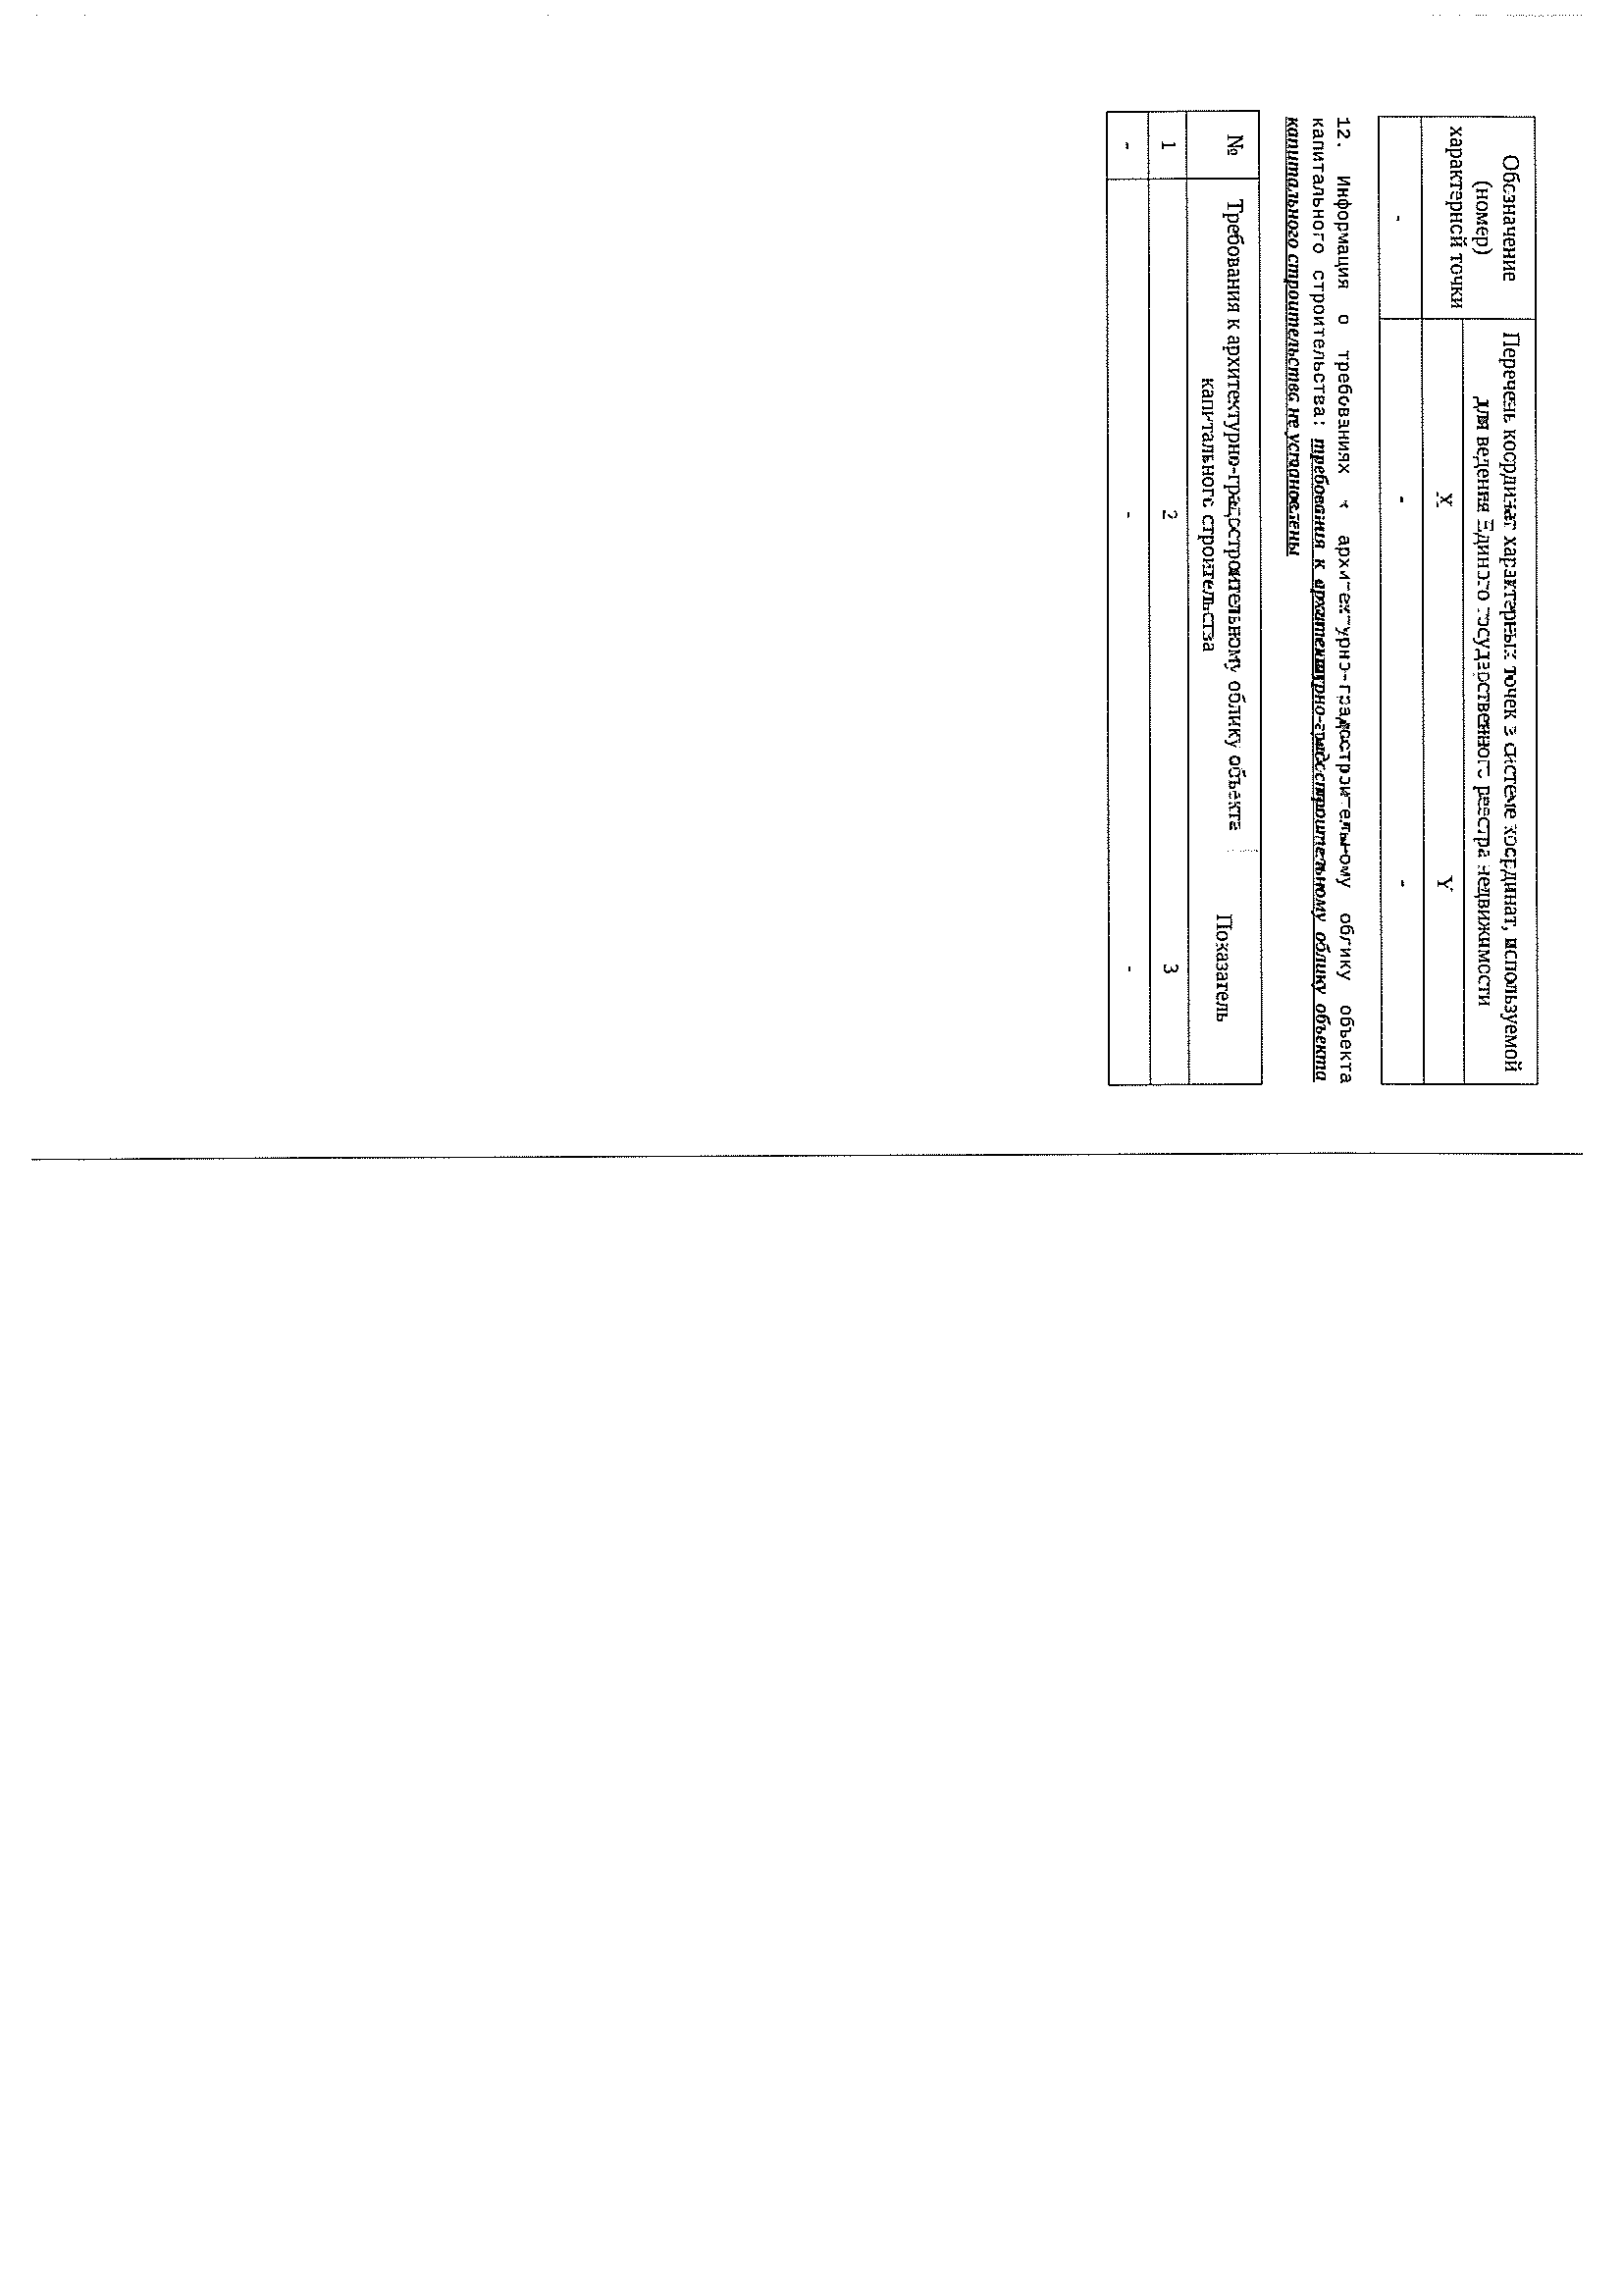 Обозначение
(номер)
характерной точки
Перечень координат характерных точек в системе координат, используемой
для ведения Единого государственного реестра недвижимости
X Y
- - -
12. Информация о требованиях к архитектурно-градостроительному облику объекта
капитального строительства: требования к архитектурно-градостроительному облику объекта
капитального строительства не установлены
№ Требования к архитектурно-градостроительному облику объекта Показатель
капитального строительства
1 2 3
- - -